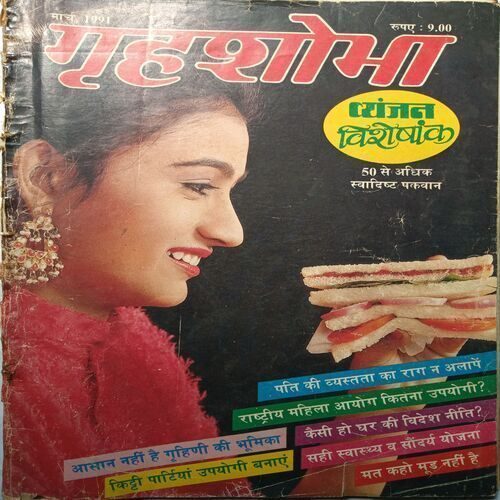 मार्च, 1991
रूपए : 9.00
गृहशोभा
व्यंजन
विशेषांक
50 से अधिक
स्वादिष्ट पकवान
पति की व्यस्तता का राग न अलापें
राष्ट्रीय महिला आयोग कितना उपयोगी?
कैसी हो घर की विदेश नीति?
आसान नहीं है गृहिणी की भूमिका
सही स्वास्थ्य व सौंदर्य योजना
किट्टी पार्टियां उपयोगी बनाएं
मत कहो मूड नहीं है